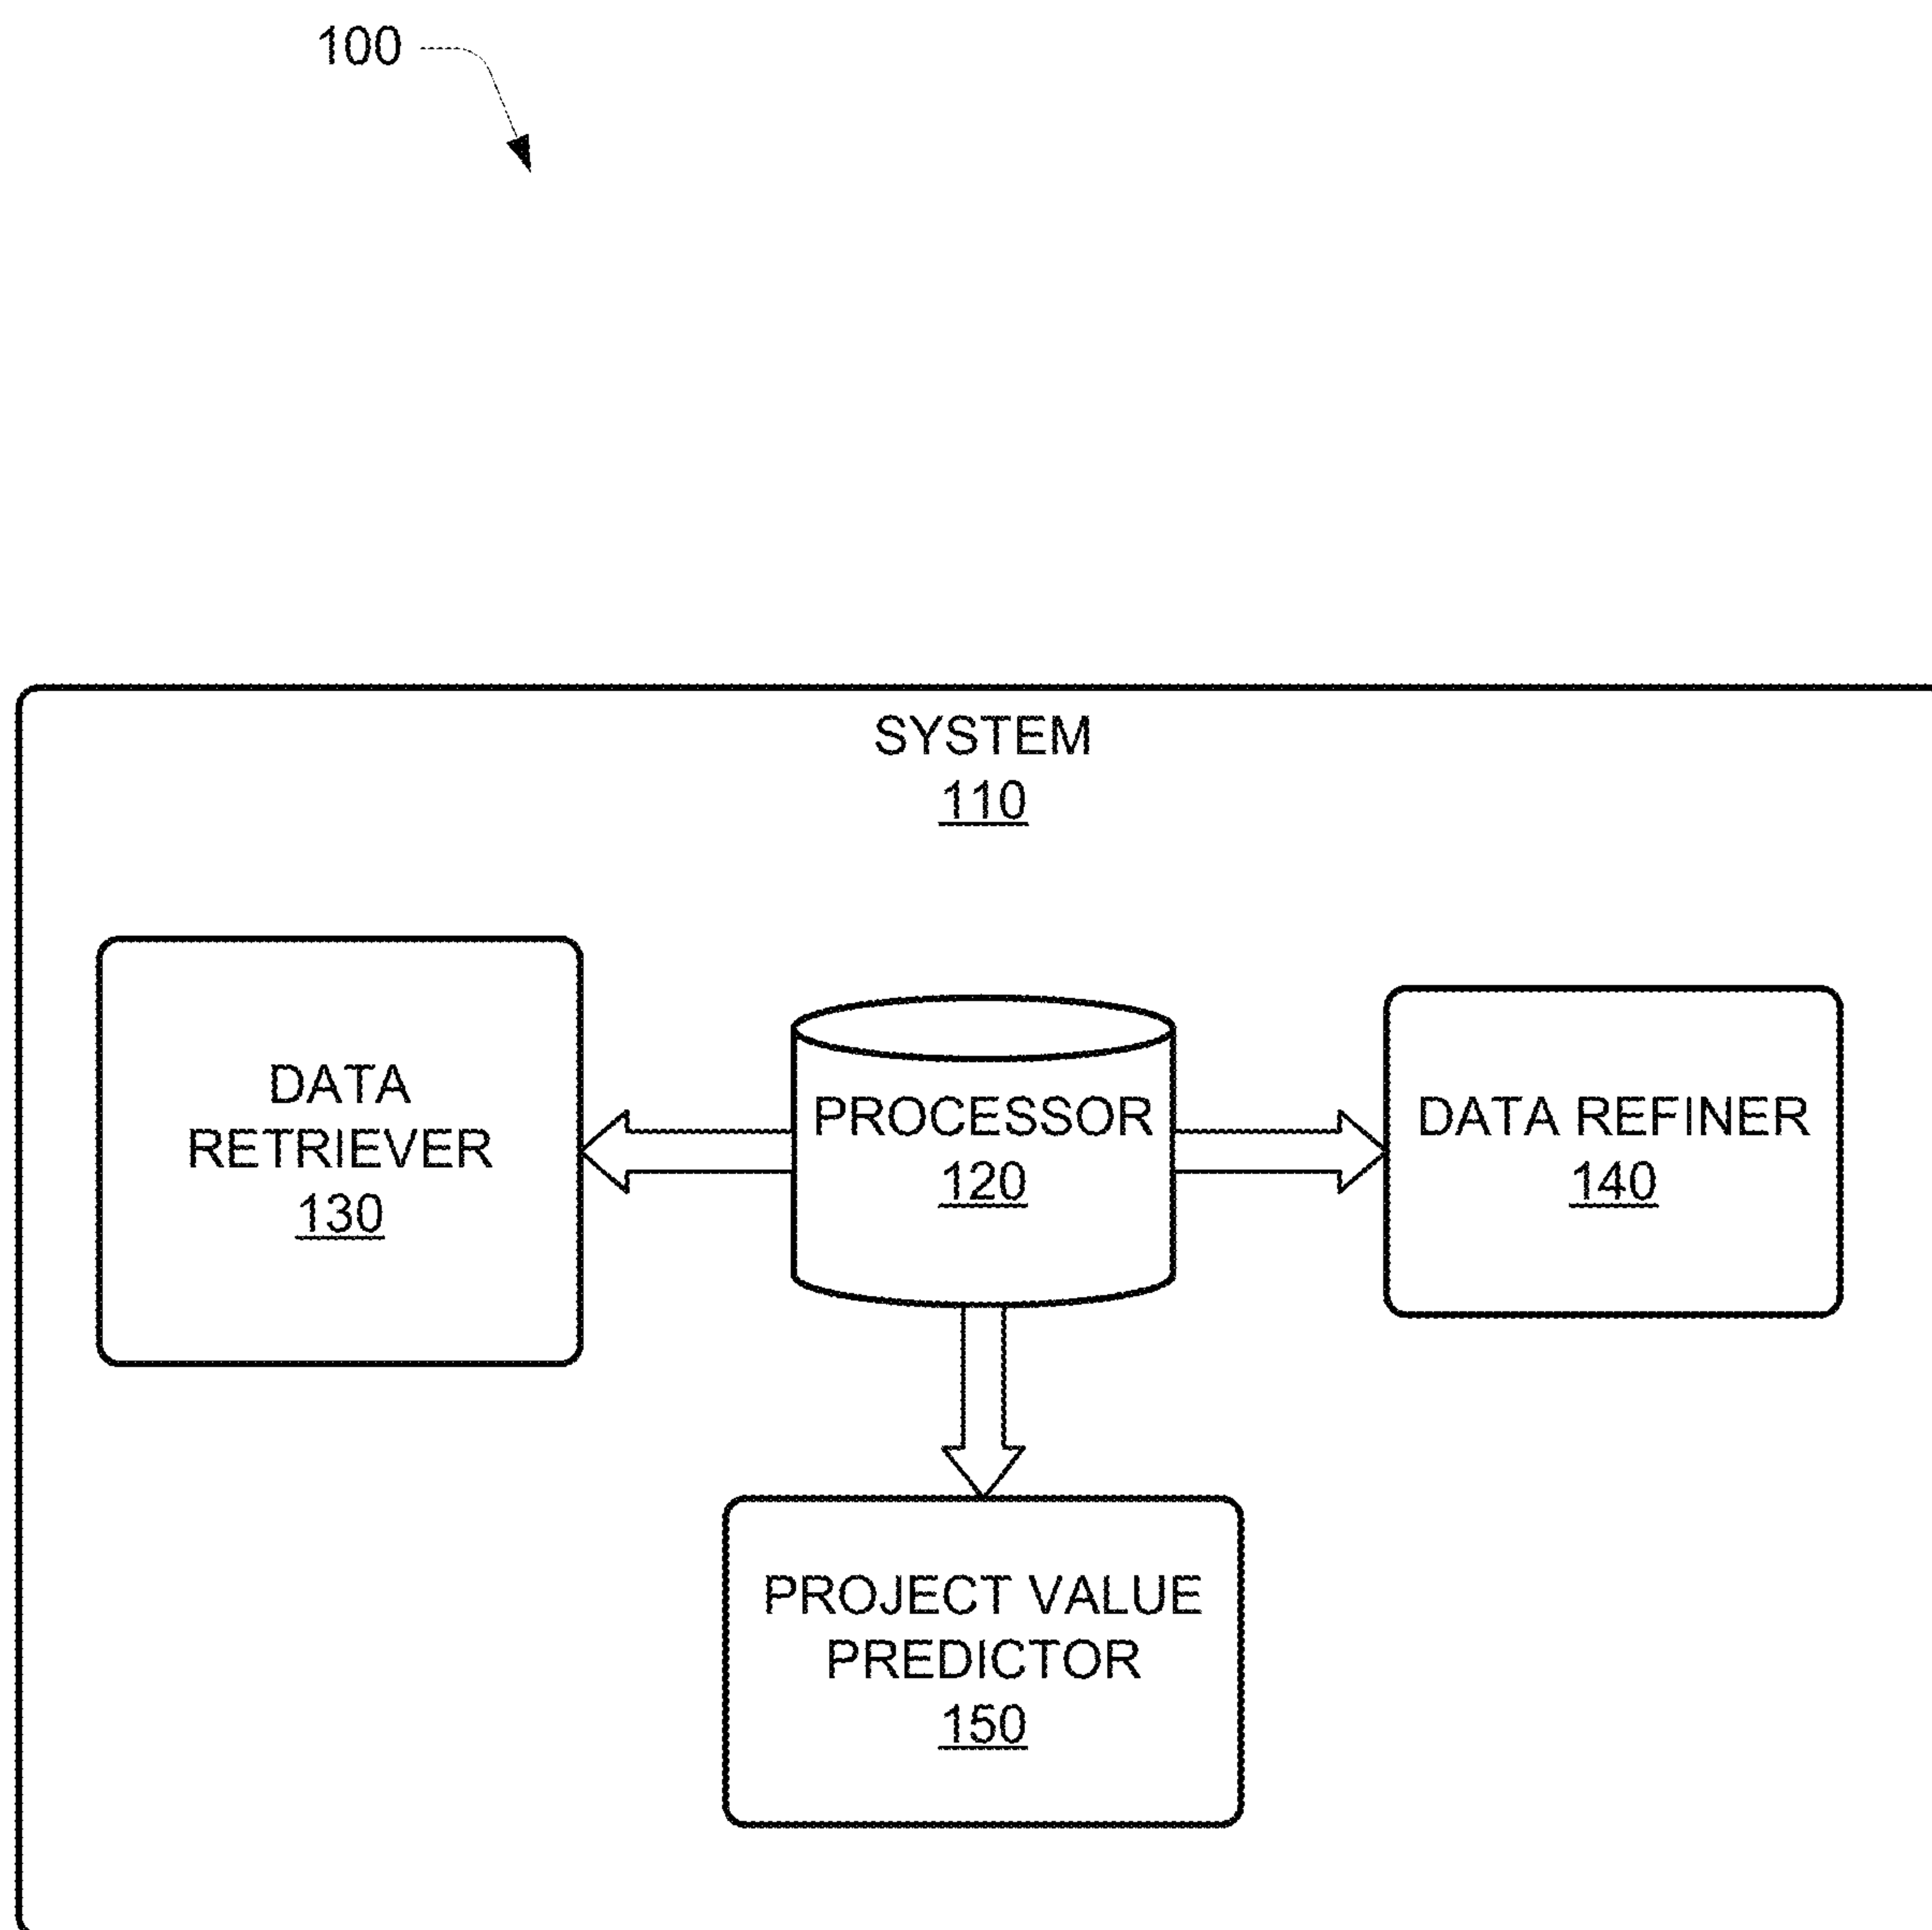 100
SYSTEM
110
DATA
RETRIEVER
130
PROCESSOR
120
DATA REFINER
140
PROJECT VALUE
PREDICTOR
150